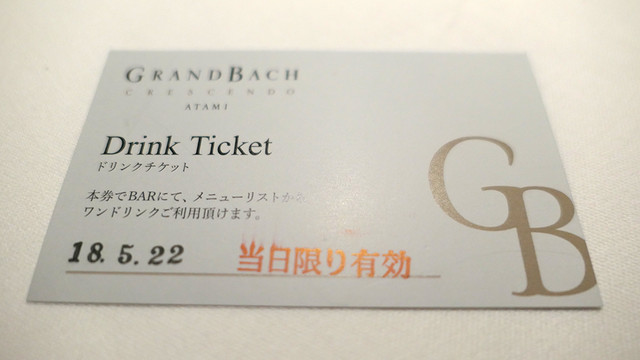 GRANDBACH
CRESCENDO
ATAMI
Drink Ticket
ドリンクチケット
本券でBARにて、メニューリストから
ワンドリンクご利用頂けます。
18.5.22 当日限り有効
GB